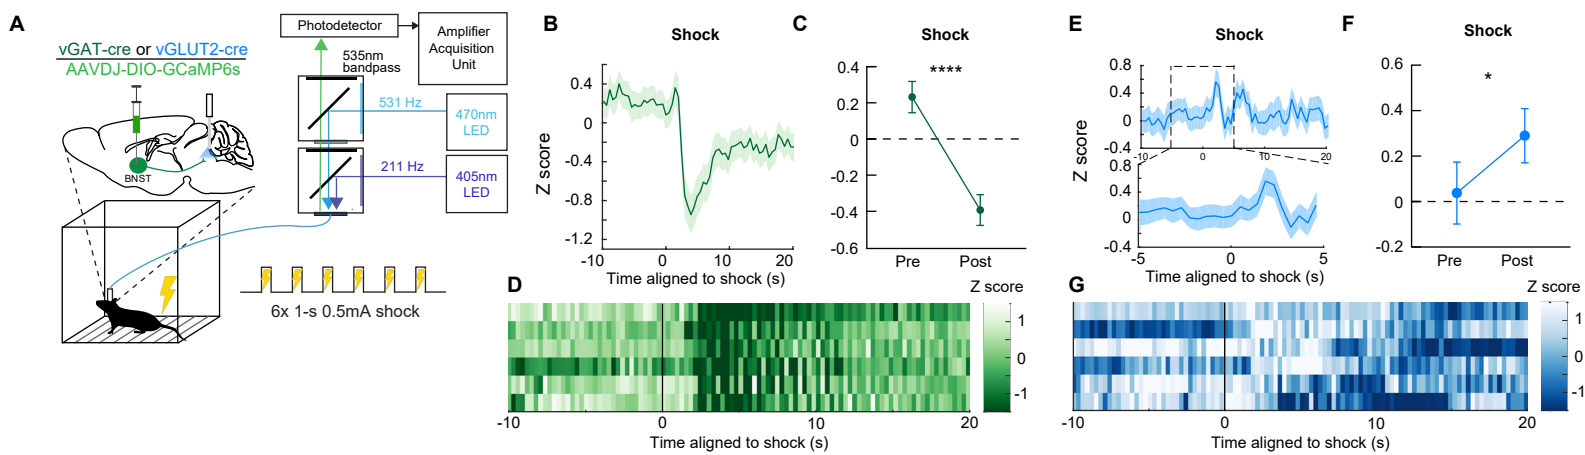 A
vGAT-cre or vGLUT2-cre
AAVDJ-DIO-GCaMP6s
BNST
Photodetector
Amplifier
Acquisition
Unit
535nm
bandpass
531 Hz
470nm
LED
211 Hz
405nm
LED
6x 1-s 0.5mA shock
B
Shock
Z score
0.4
0
-0.4
-0.8
-1.2
-10
0
10
20
Time aligned to shock (s)
C
Shock
****
0.4
0.2
0
-0.2
-0.4
-0.6
Pre
Post
D
Z score
1
0
-1
-10
0
10
20
Time aligned to shock (s)
E
Shock
Z score
0.8
0.4
0
-0.4
-10
0
10
20
0.8
0.4
0
-0.4
-5
0
5
Time aligned to shock (s)
F
Shock
*
0.6
0.4
0.2
0
-0.2
Pre
Post
G
Z score
1
0
-1
-10
0
10
20
Time aligned to shock (s)